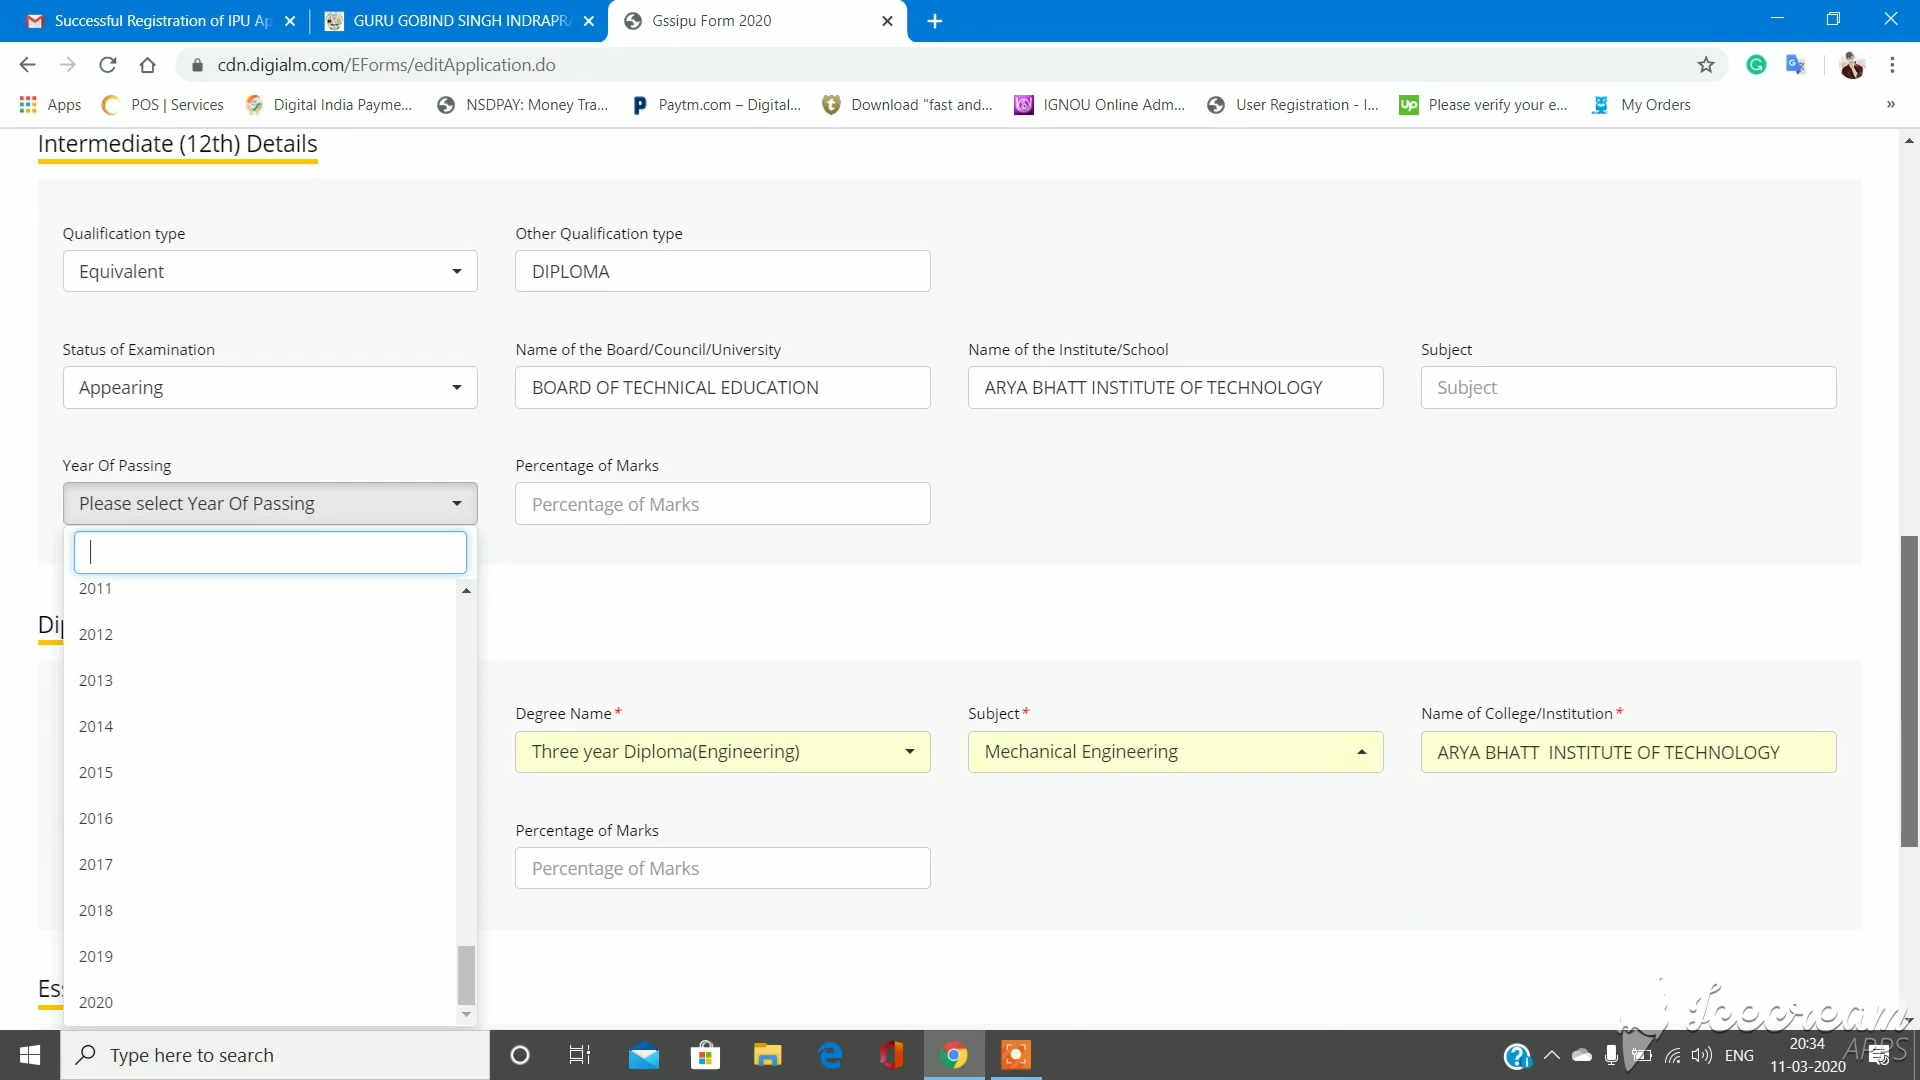 Successful Registration of IPU Ap
GURU GOBIND SINGH INDRAPRA
Gssipu Form 2020
cdn.digialm.com/EForms/editApplication.do
Apps
POS | Services
Digital India Payme...
NSDPAY: Money Tra...
Paytm.com – Digital...
Download "fast and...
IGNOU Online Adm...
User Registration - I...
Please verify your e...
My Orders
»
Intermediate (12th) Details
Qualification type
Other Qualification type
Equivalent
DIPLOMA
Status of Examination
Name of the Board/Council/University
Name of the Institute/School
Subject
Appearing
BOARD OF TECHNICAL EDUCATION
ARYA BHATT INSTITUTE OF TECHNOLOGY
Subject
Year Of Passing
Percentage of Marks
Please select Year Of Passing
Percentage of Marks
2011
2012
2013
2014
2015
2016
2017
2018
2019
2020
Dip
Degree Name*
Subject*
Name of College/Institution*
Three year Diploma(Engineering)
Mechanical Engineering
ARYA BHATT  INSTITUTE OF TECHNOLOGY
Percentage of Marks
Percentage of Marks
Ess
Icecream
APPS
Type here to search
ENG
20:34
11-03-2020